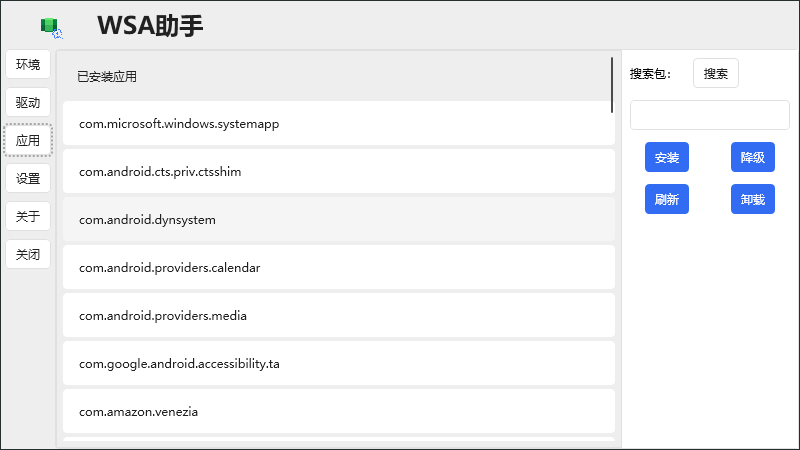 WSA助手
环境
驱动
应用
设置
关于
关闭
已安装应用
com.microsoft.windows.systemapp
com.android.cts.priv.ctsshim
com.android.dynsystem
com.android.providers.calendar
com.android.providers.media
com.google.android.accessibility.ta
com.amazon.venezia
搜索包： 搜索
安装 降级
刷新 卸载